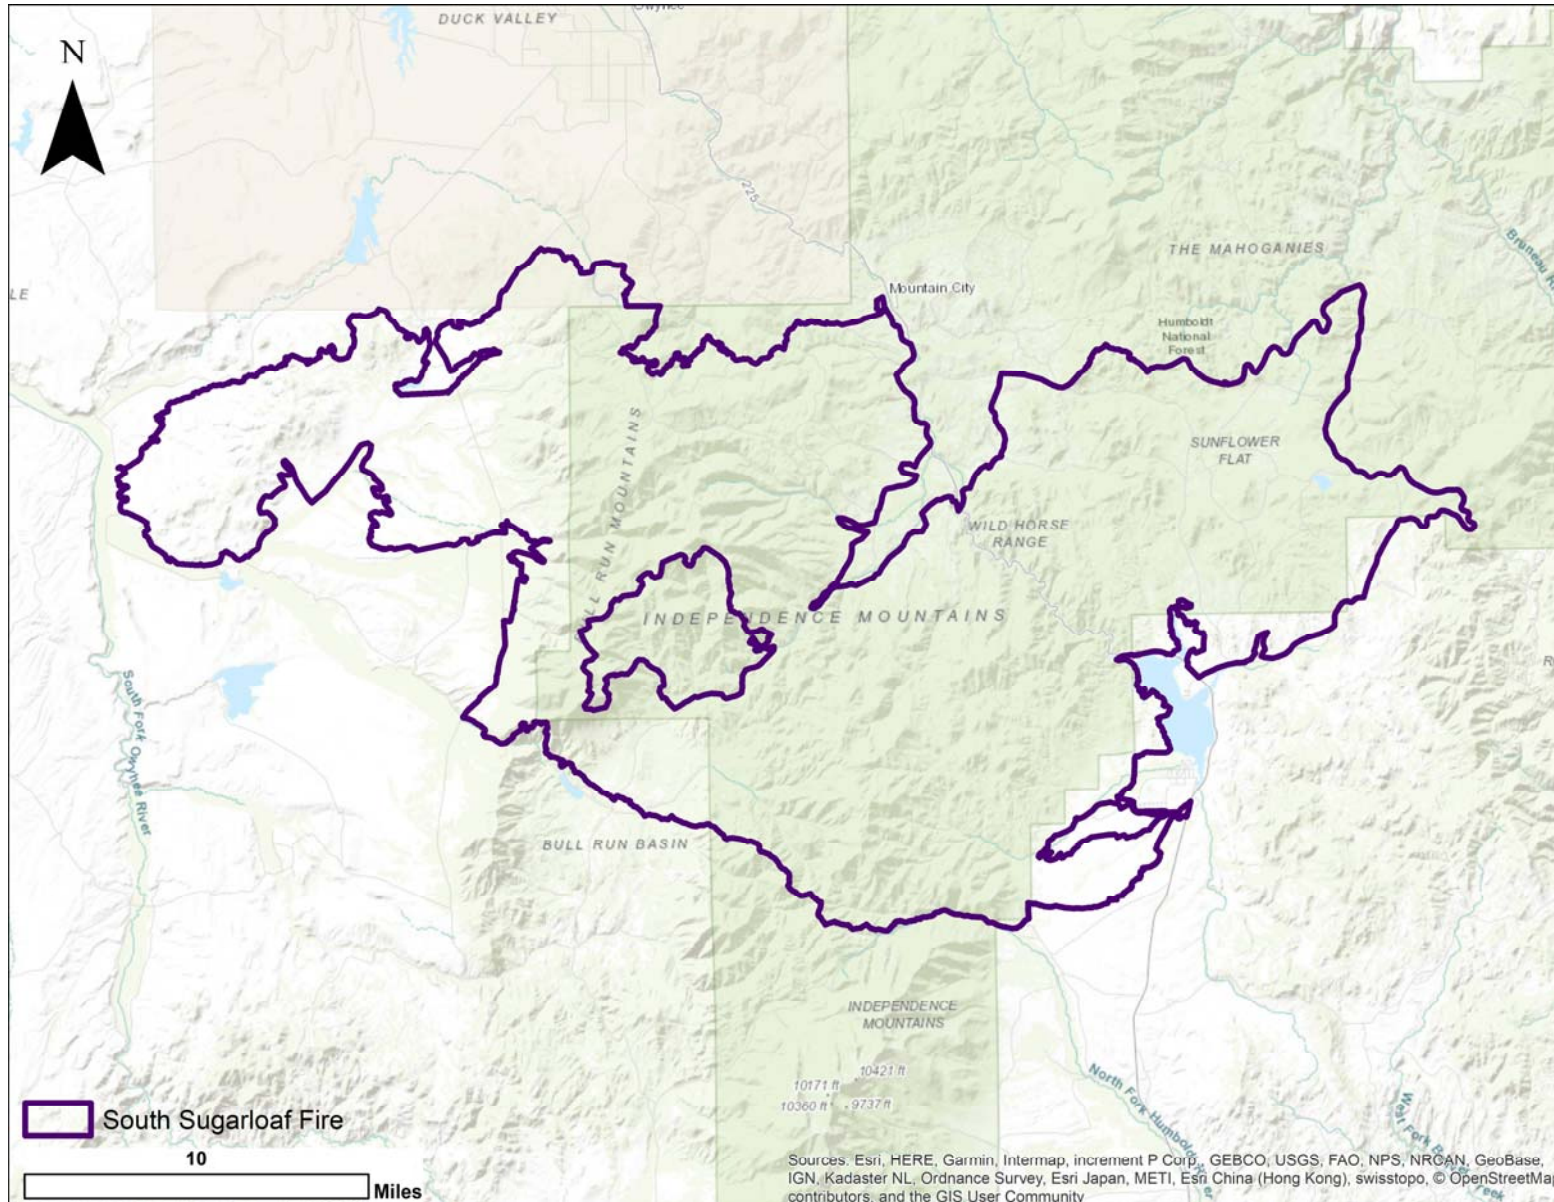 DUCK VALLEY
Owyhee
N
225
THE MAHOGANIES
Mountain City
LE
Humboldt
National
Forest
SUNFLOWER
FLAT
BULL RUN MOUNTAINS
WILD HORSE
RANGE
INDEPENDENCE MOUNTAINS
South Fork Owyhee River
BULL RUN BASIN
INDEPENDENCE
MOUNTAINS
10421 ft
10171 ft
10360 ft
9737 ft
North Fork Humboldt River
South Sugarloaf Fire
10
Miles
Sources: Esri, HERE, Garmin, Intermap, increment P Corp., GEBCO, USGS, FAO, NPS, NRCAN, GeoBase,
IGN, Kadaster NL, Ordnance Survey, Esri Japan, METI, Esri China (Hong Kong), swisstopo, © OpenStreetMap
contributors, and the GIS User Community